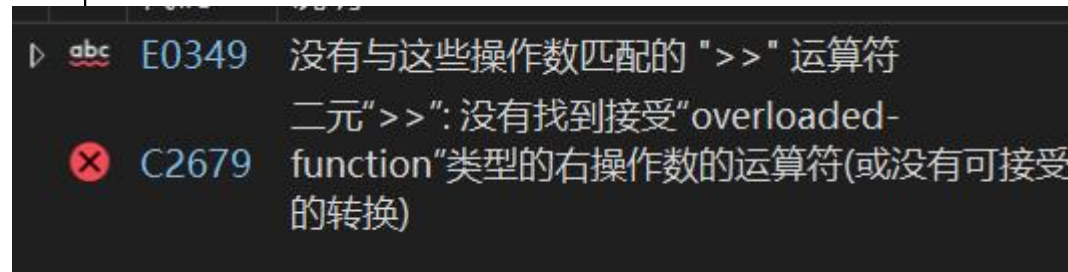 abc E0349 没有与这些操作数匹配的 ">>" 运算符
二元“>>”: 没有找到接受“overloaded-
C2679 function”类型的右操作数的运算符(或没有可接受
的转换)